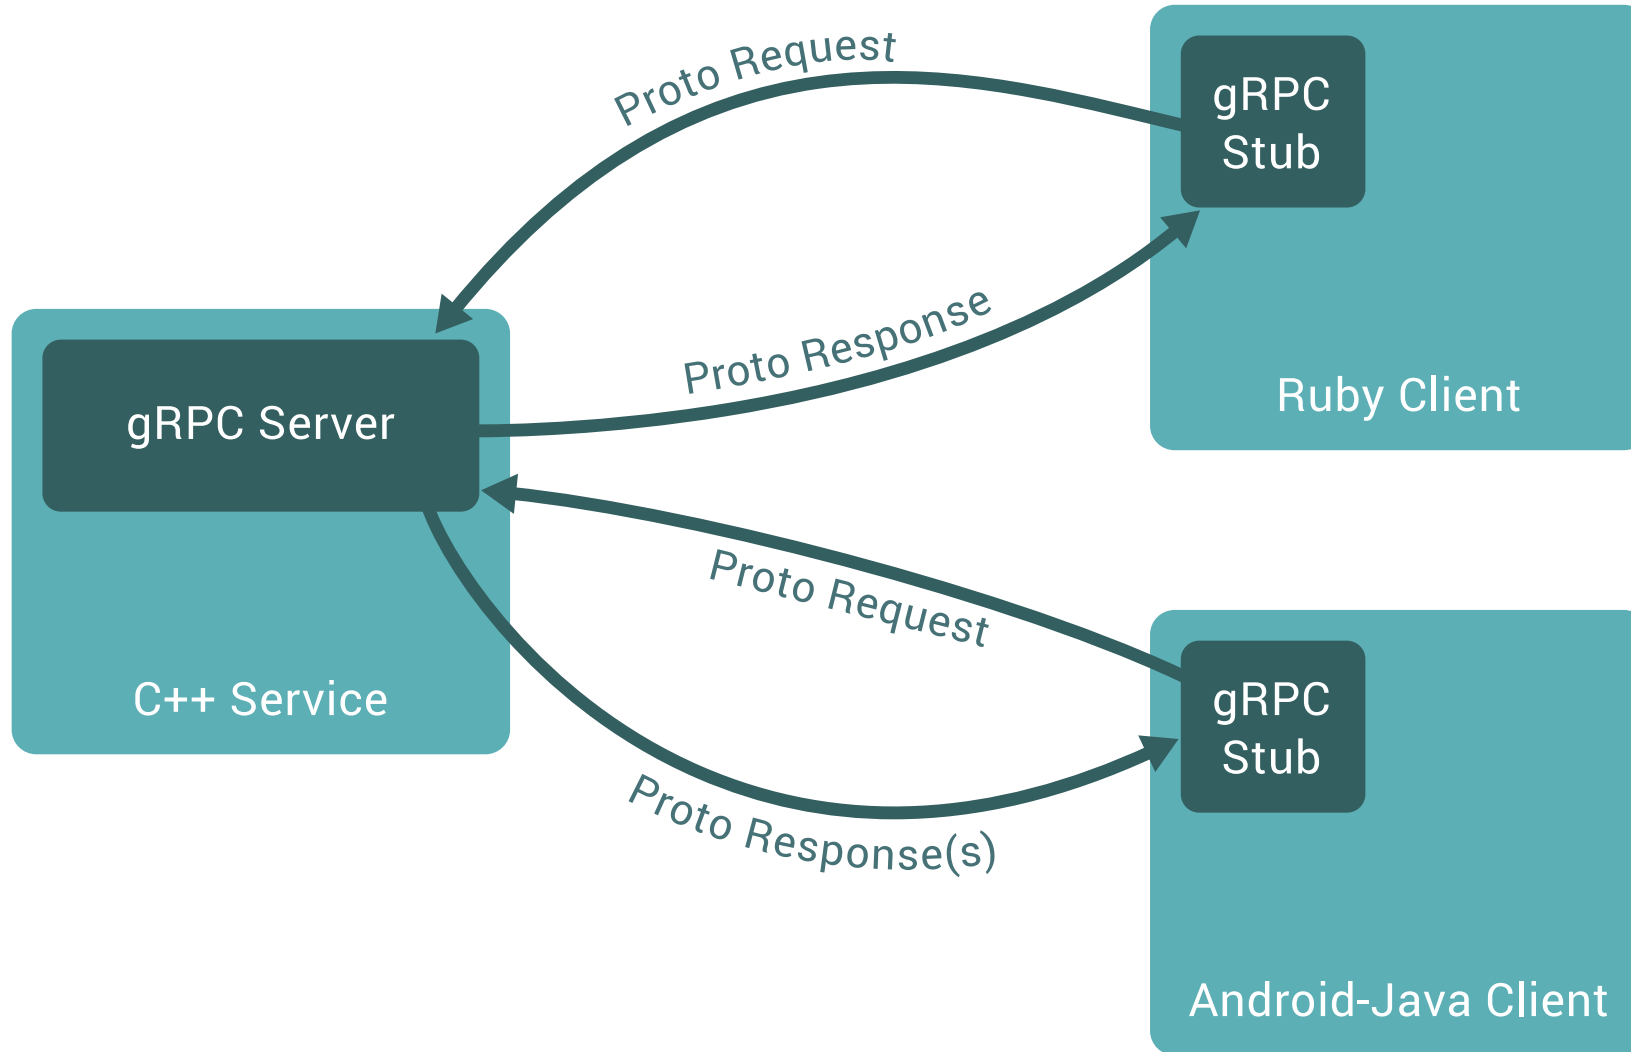 Proto Request
gRPC
Stub
Ruby Client
Proto Response
gRPC Server
C++ Service
Proto Request
gRPC
Stub
Proto Response(s)
Android-Java Client